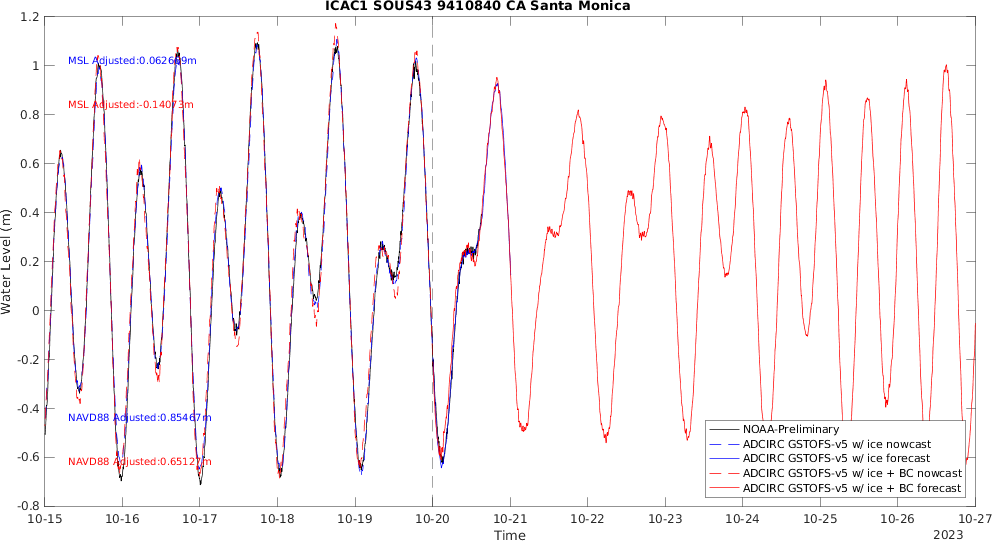 ICAC1 SOUS43 9410840 CA Santa Monica
1.2
1
0.8
0.6
0.4
0.2
0
-0.2
-0.4
-0.6
-0.8
Water Level (m)
MSL Adjusted:0.062659m
MSL Adjusted:-0.14073m
NAVD88 Adjusted:0.85467m
NAVD88 Adjusted:0.65127m
NOAA-Preliminary
ADCIRC GSTOFS-v5 w/ ice nowcast
ADCIRC GSTOFS-v5 w/ ice forecast
ADCIRC GSTOFS-v5 w/ ice + BC nowcast
ADCIRC GSTOFS-v5 w/ ice + BC forecast
10-15 10-16 10-17 10-18 10-19 10-20 10-21 10-22 10-23 10-24 10-25 10-26 10-27
Time
2023